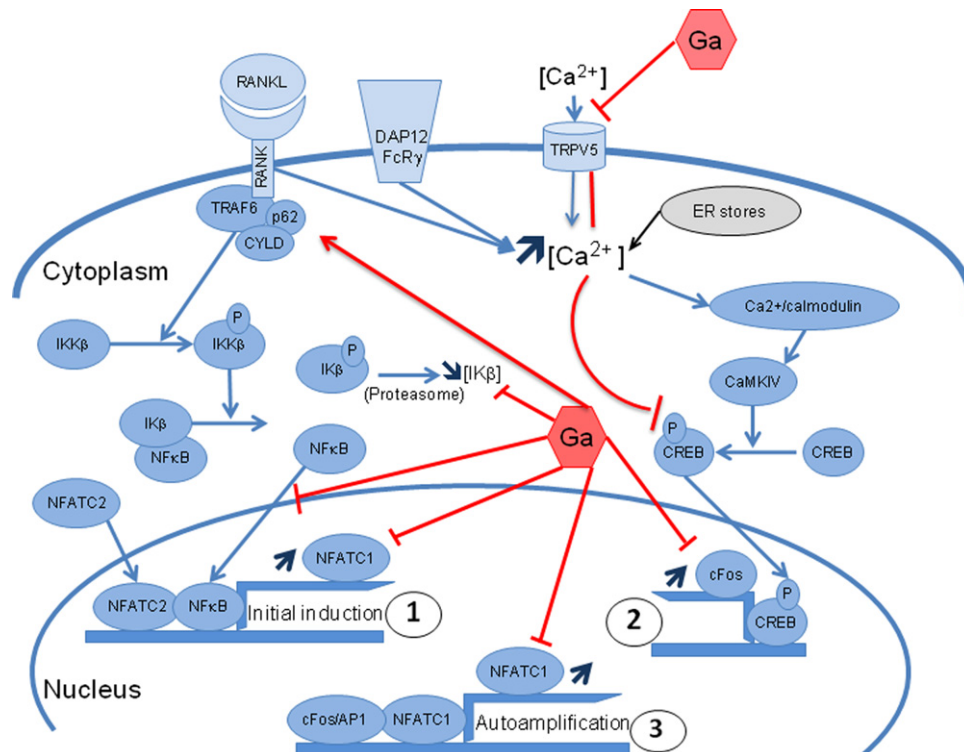 Ga
[Ca²⁺]
RANKL
DAP12
FcRγ
TRPV5
RANK
TRAF6
p62
CYLD
ER stores
[Ca²⁺]
Cytoplasm
Ca2+/calmodulin
P
IKKβ
IKKβ
P
IKβ
[IKβ]
(Proteasome)
CaMKIV
Ga
P
CREB
CREB
IKβ
NFκB
NFκB
NFATC2
NFATC1
cFos
P
NFATC2
NFκB
Initial induction
1
2
CREB
NFATC1
Nucleus
cFos/AP1
NFATC1
Autoamplification
3